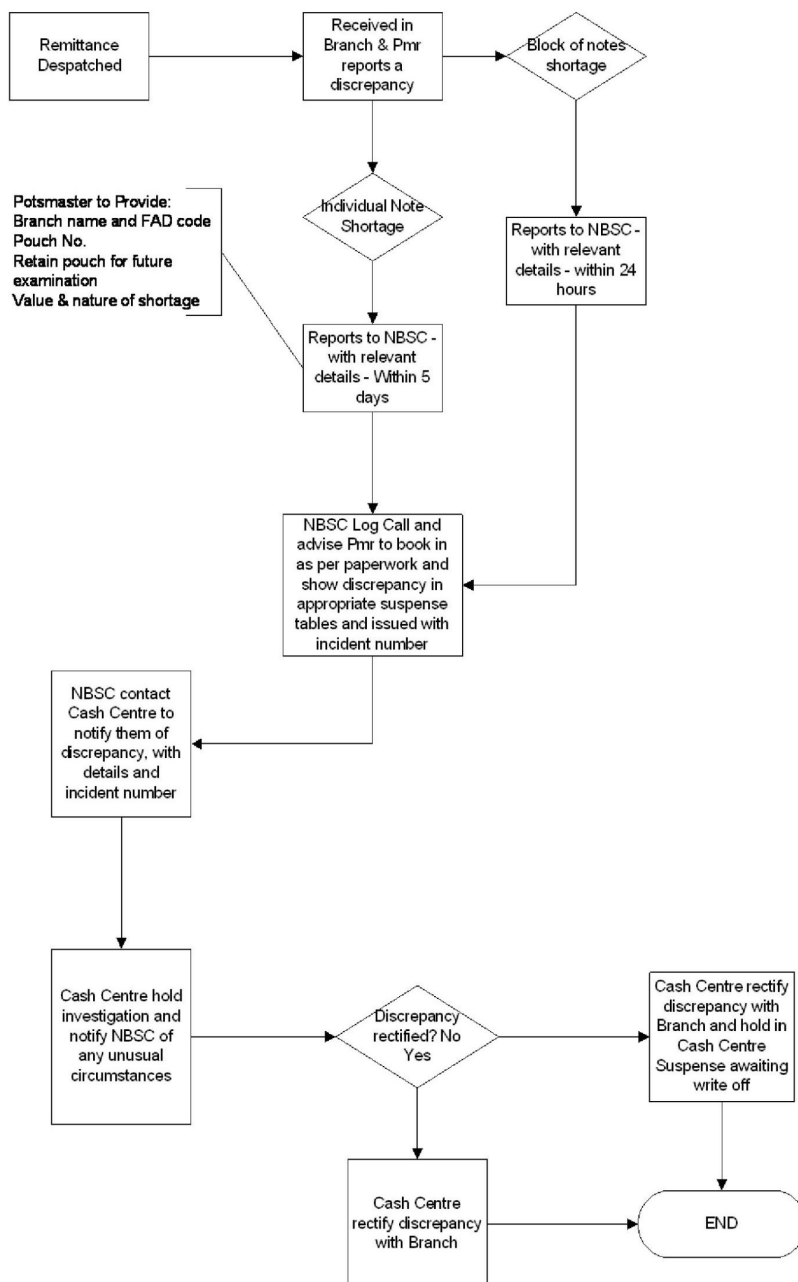 Remittance
Despatched
Received in
Branch & Pmr
reports a
discrepancy
Block of notes
shortage
Potsmaster to Provide:
Branch name and FAD code
Pouch No.
Retain pouch for future
examination
Value & nature of shortage
Individual Note
Shortage
Reports to NBSC -
with relevant
details - within 24
hours
Reports to NBSC -
with relevant
details - Within 5
days
NBSC Log Call and
advise Pmr to book in
as per paperwork and
show discrepancy in
appropriate suspense
tables and issued with
incident number
NBSC contact
Cash Centre to
notify them of
discrepancy, with
details and
incident number
Cash Centre hold
investigation and
notify NBSC of
any unusual
circumstances
Discrepancy
rectified? No
Yes
Cash Centre rectify
discrepancy with
Branch and hold in
Cash Centre
Suspense awaiting
write off
Cash Centre
rectify discrepancy
with Branch
END